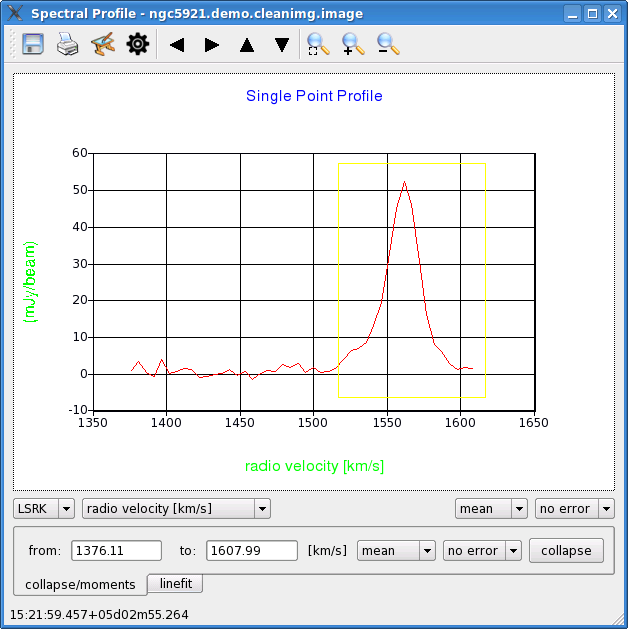 Spectral Profile - ngc5921.demo.cleanimg.image
Single Point Profile
60
50
40
30
20
10
0
-10
(mJy/beam)
1350 1400 1450 1500 1550 1600 1650
radio velocity [km/s]
LSRK radio velocity [km/s] mean no error
from: 1376.11 to: 1607.99 [km/s] mean no error collapse
collapse/moments linefit
15:21:59.457+05d02m55.264